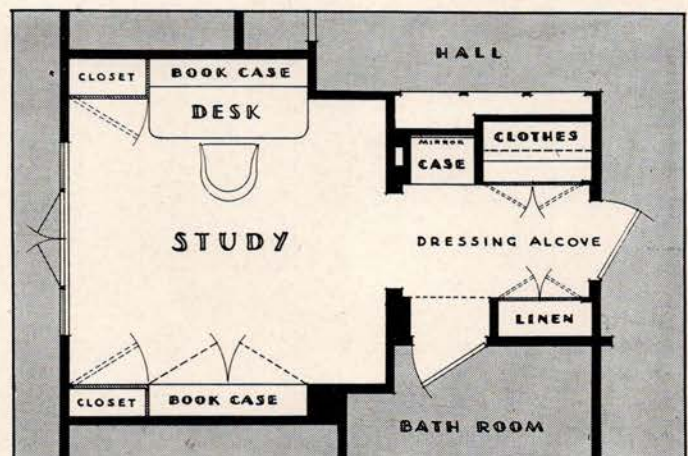 HALL
CLOSET
BOOK CASE
DESK
MIRROR
CASE
CLOTHES
STUDY
DRESSING ALCOVE
LINEN
CLOSET
BOOK CASE
BATH ROOM